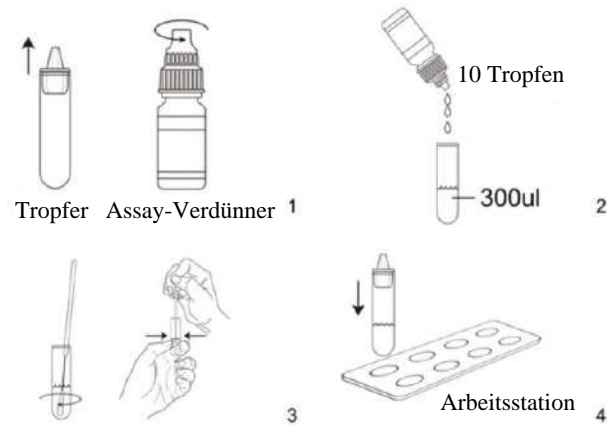 Tropfer Assay-Verdünner 1
10 Tropfen
300ul
2
3
Arbeitsstation
4